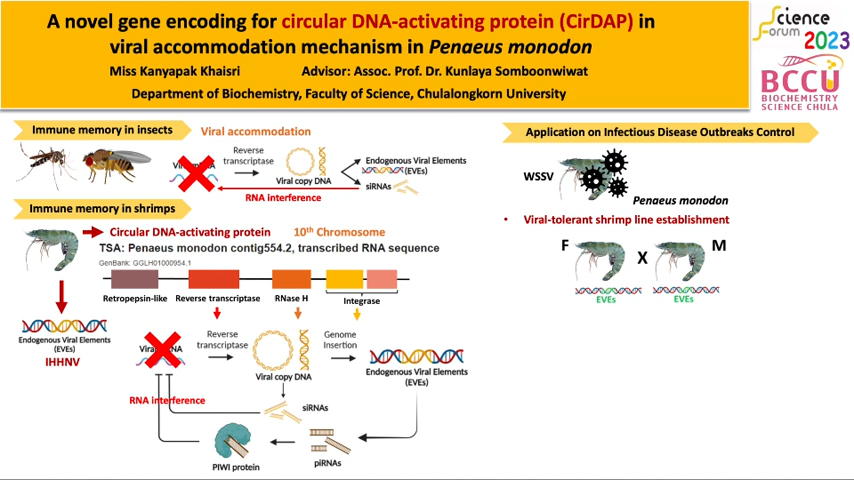 A novel gene encoding for circular DNA-activating protein (CirDAP) in
viral accommodation mechanism in Penaeus monodon
Miss Kanyapak Khaisri Advisor: Assoc. Prof. Dr. Kunlaya Somboonwiwat
Department of Biochemistry, Faculty of Science, Chulalongkorn University
Science
Forum 2023
BCCU
BIOCHEMISTRY
SCIENCE CHULA
Immune memory in insects
Viral accommodation
Reverse
transcriptase
Viral copy DNA
Endogenous Viral Elements
(EVEs)
siRNAs
RNA interference
Immune memory in shrimps
Circular DNA-activating protein 10th Chromosome
TSA: Penaeus monodon contig554.2, transcribed RNA sequence
GenBank: GGLH01000954.1
Retropepsin-like Reverse transcriptase RNase H Integrase
Endogenous Viral Elements
(EVEs)
IHHNV
Reverse
transcriptase
Viral copy DNA
Genome
Insertion
Endogenous Viral Elements
(EVEs)
RNA interference
siRNAs
PIWI protein
piRNAs
Application on Infectious Disease Outbreaks Control
WSSV
Penaeus monodon
• Viral-tolerant shrimp line establishment
F X M
EVEs EVEs